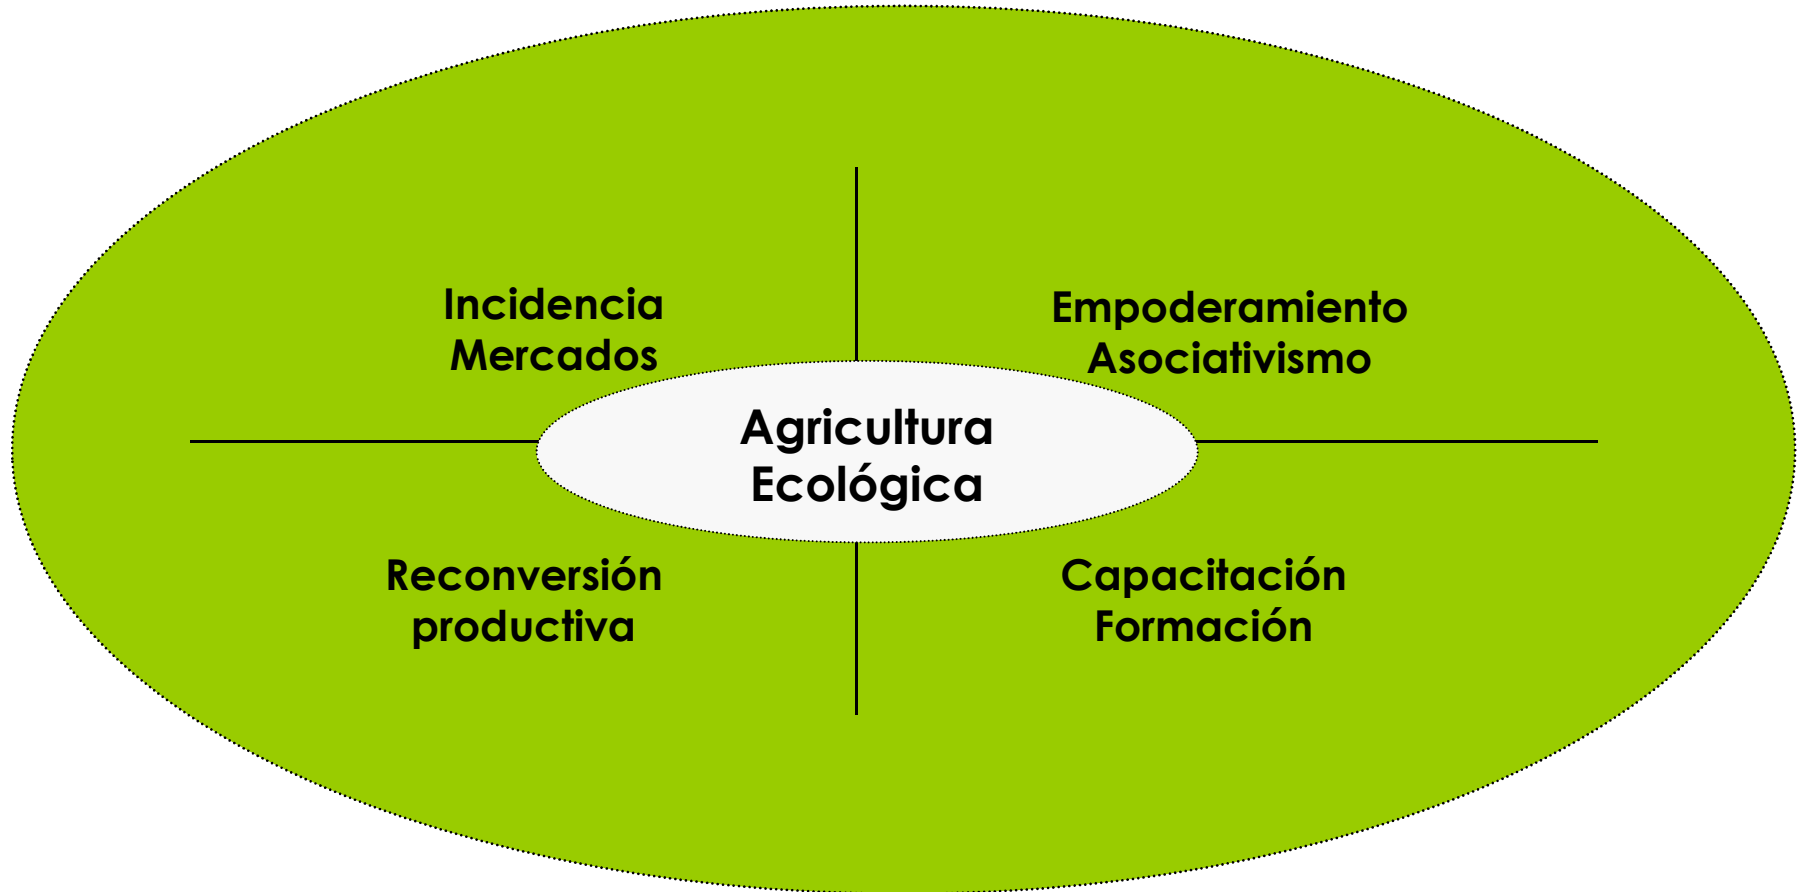 Incidencia
Mercados
Empoderamiento
Asociativismo
Agricultura
Ecológica
Reconversión
productiva
Capacitación
Formación